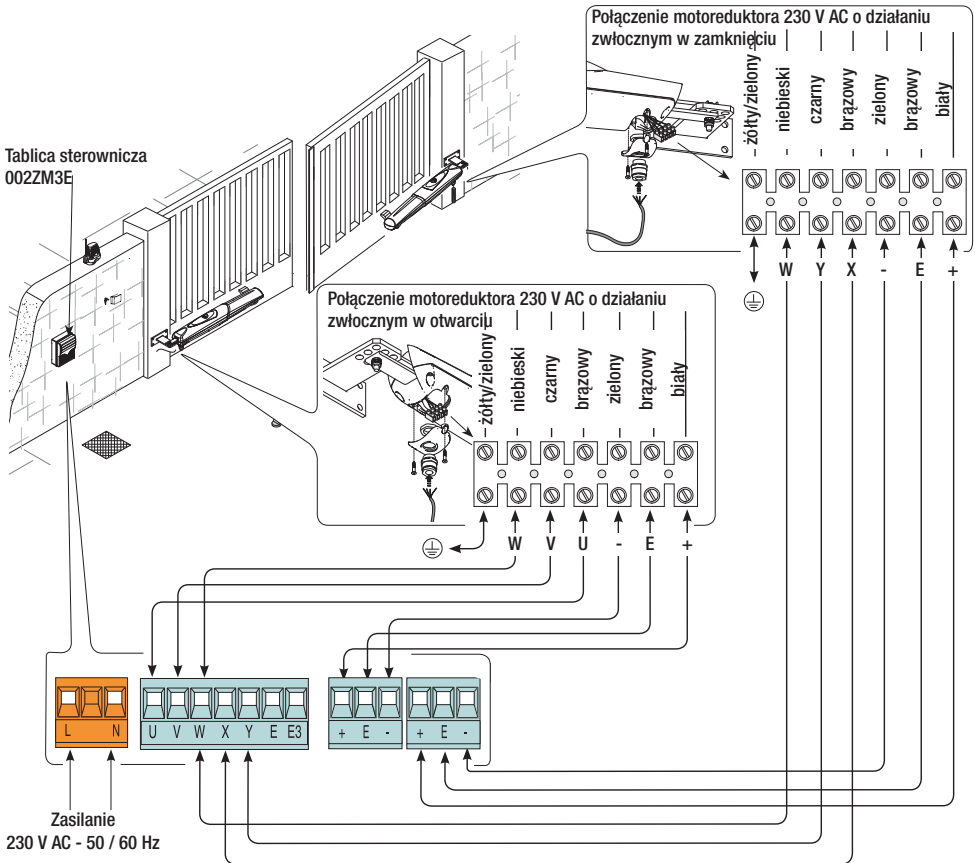 Połączenie motoreduktora 230 V AC o działaniu
zwłocznym w zamknięciu
żółty/zielony
niebieski
czarny
brązowy
zielony
brązowy
biały
W Y X - E +
Tablica sterownicza
002ZM3E
Połączenie motoreduktora 230 V AC o działaniu
zwłocznym w otwarciu
żółty/zielony
niebieski
czarny
brązowy
zielony
brązowy
biały
W V U - E +
L N
U V W X Y E E3
+ E -
+ E -
Zasilanie
230 V AC - 50 / 60 Hz